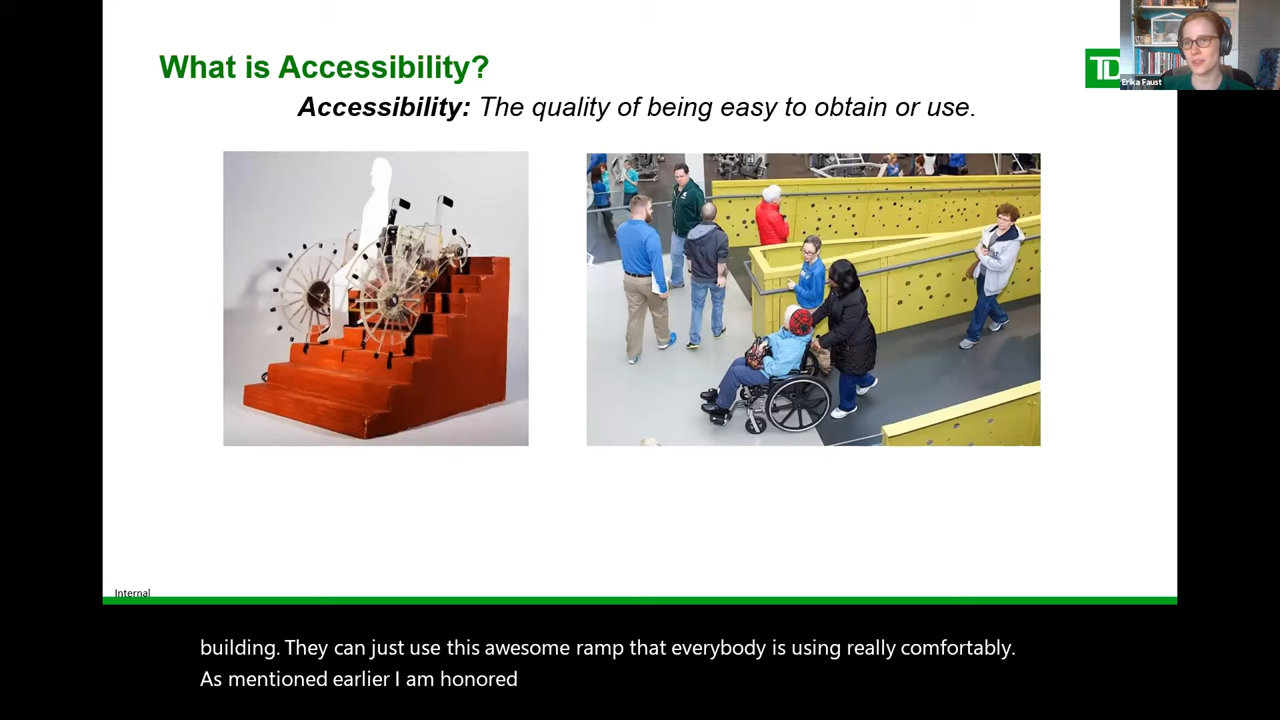 What is Accessibility?
TD
Erika Faust
Accessibility: The quality of being easy to obtain or use.
Internal
building. They can just use this awesome ramp that everybody is using really comfortably.
As mentioned earlier I am honored